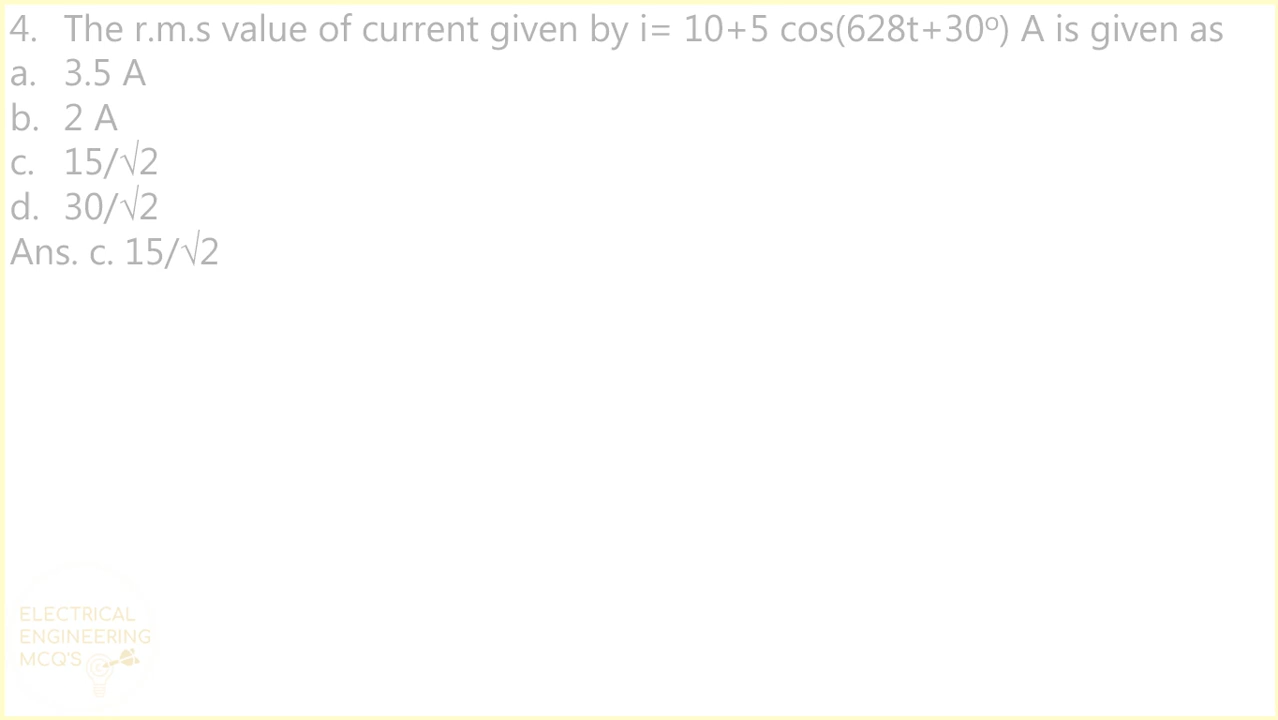 4. The r.m.s value of current given by i= 10+5 cos(628t+30º) A is given as
a. 3.5 A
b. 2 A
c. 15/√2
d. 30/√2
Ans. c. 15/√2
ELECTRICAL
ENGINEERING
MCQ'S